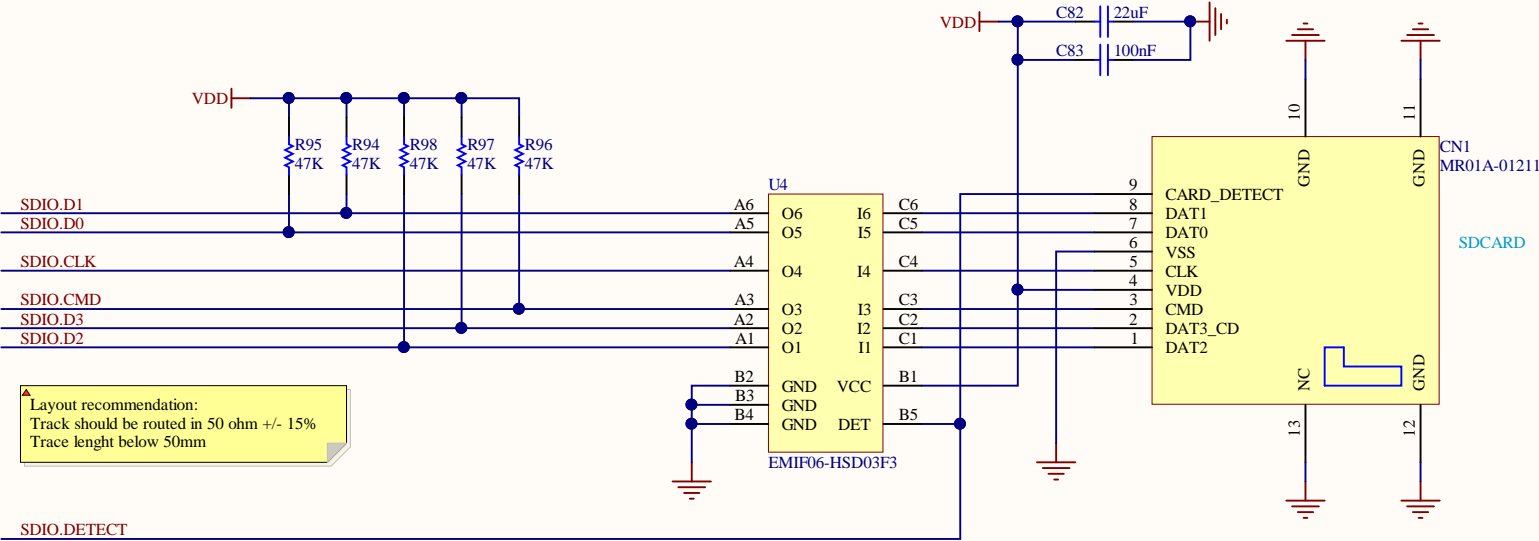 VDD
C82 22uF
C83 100nF
VDD
R95 47K
R94 47K
R98 47K
R97 47K
R96 47K
SDIO.D1
SDIO.D0
SDIO.CLK
SDIO.CMD
SDIO.D3
SDIO.D2
U4
A6 O6 I6 C6
A5 O5 I5 C5
A4 O4 I4 C4
A3 O3 I3 C3
A2 O2 I2 C2
A1 O1 I1 C1
B2 GND VCC B1
B3 GND
B4 GND DET B5
EMIF06-HSD03F3
10 GND
11 GND
CN1
MR01A-01211
9 CARD_DETECT
8 DAT1
7 DAT0
6 VSS
5 CLK
4 VDD
3 CMD
2 DAT3_CD
1 DAT2
NC 13
GND 12
SDCARD
Layout recommendation:
Track should be routed in 50 ohm +/- 15%
Trace lenght below 50mm
SDIO.DETECT